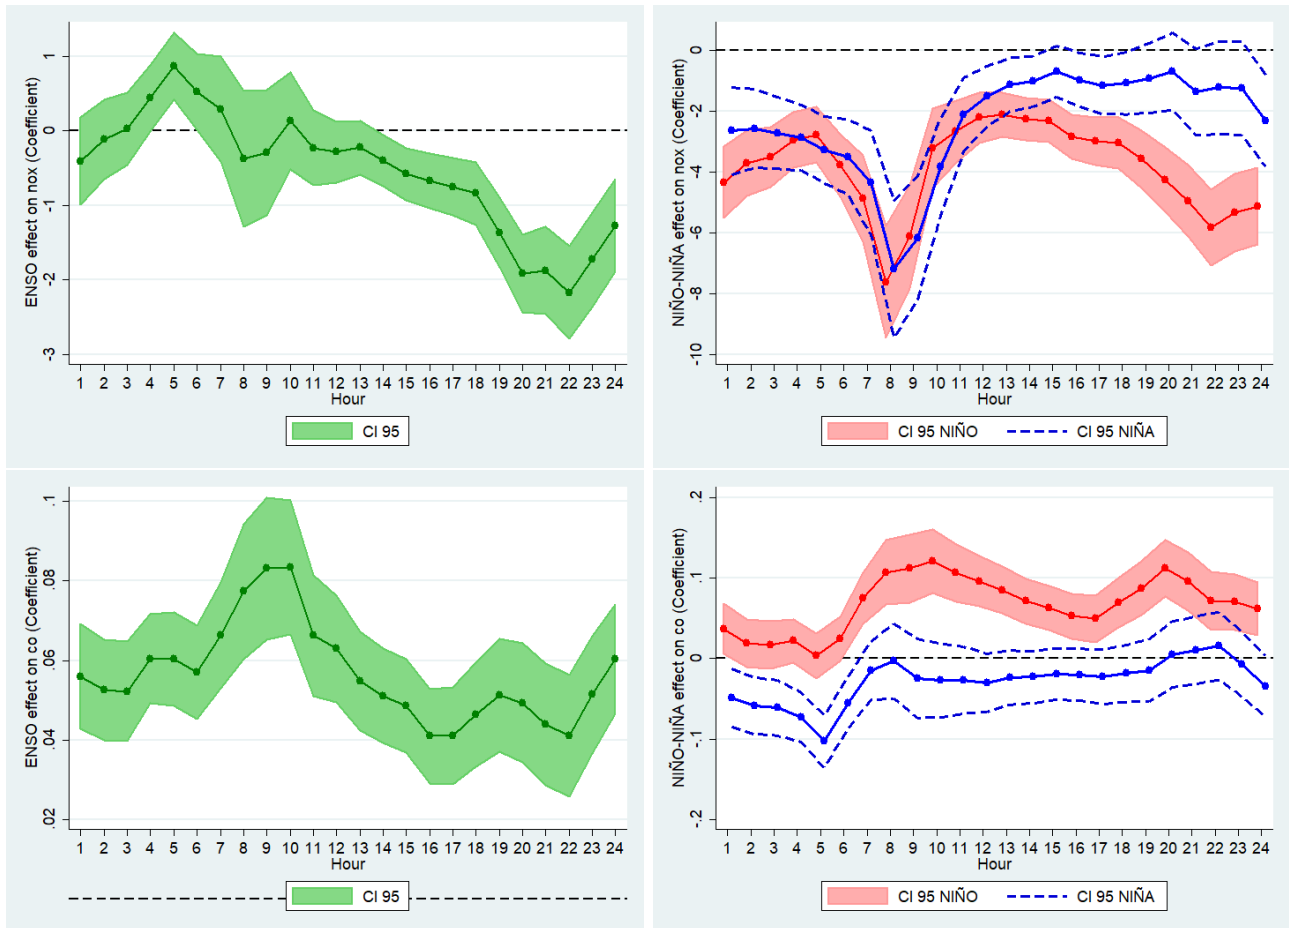 ENSO effect on nox (Coefficient)
1
0
-1
-2
-3
1 2 3 4 5 6 7 8 9 10 11 12 13 14 15 16 17 18 19 20 21 22 23 24
Hour
CI 95
NIÑO-NIÑA effect on nox (Coefficient)
0
-2
-4
-6
-8
-10
1 2 3 4 5 6 7 8 9 10 11 12 13 14 15 16 17 18 19 20 21 22 23 24
Hour
CI 95 NIÑO CI 95 NIÑA
ENSO effect on co (Coefficient)
.1
.08
.06
.04
.02
1 2 3 4 5 6 7 8 9 10 11 12 13 14 15 16 17 18 19 20 21 22 23 24
Hour
CI 95
NIÑO-NIÑA effect on co (Coefficient)
.2
.1
0
-.1
-.2
1 2 3 4 5 6 7 8 9 10 11 12 13 14 15 16 17 18 19 20 21 22 23 24
Hour
CI 95 NIÑO CI 95 NIÑA